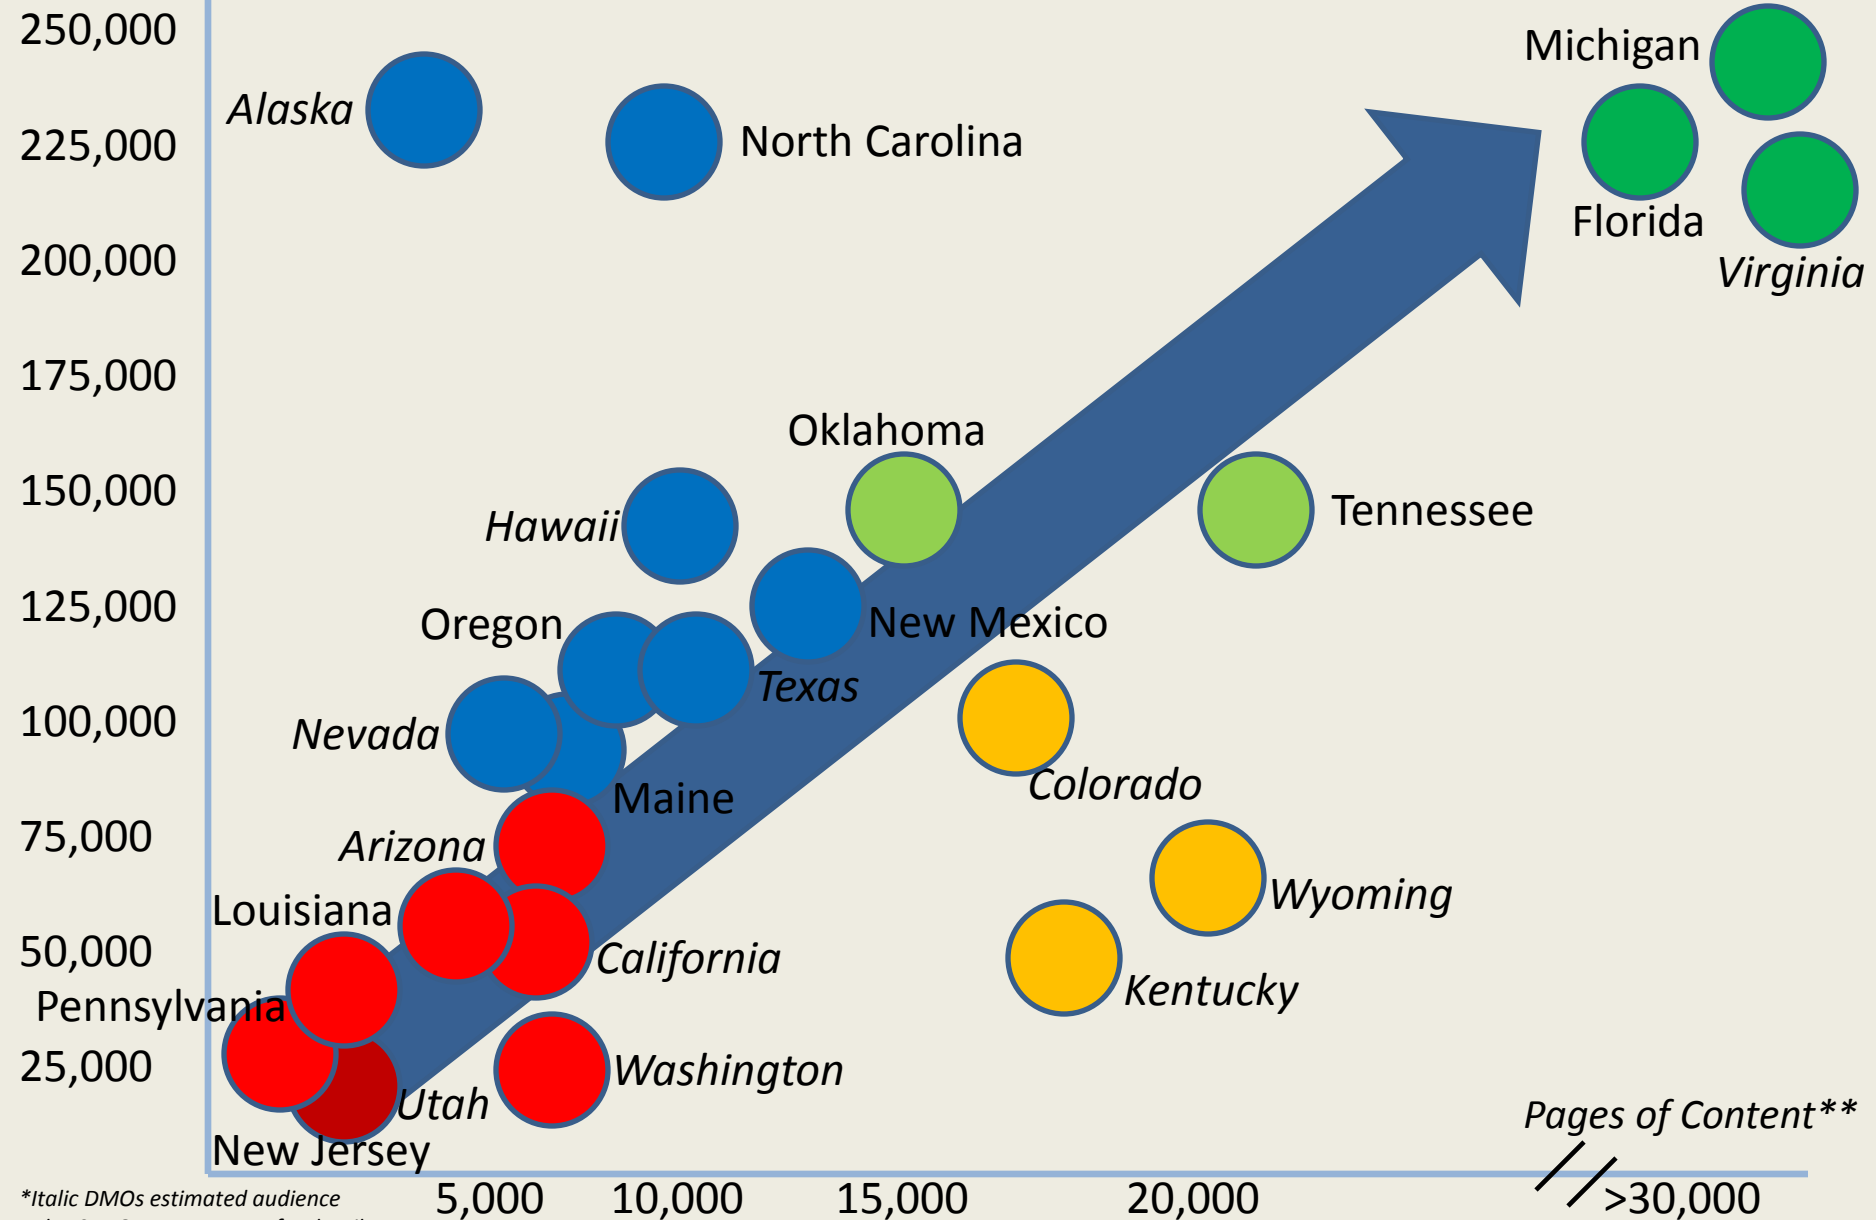 250,000
Michigan
Alaska
North Carolina
225,000
Florida
200,000
Virginia
175,000
Oklahoma
150,000
Tennessee
Hawaii
125,000
Oregon
New Mexico
Texas
100,000
Nevada
Colorado
Maine
75,000
Arizona
Wyoming
Louisiana
50,000
California
Kentucky
Pennsylvania
25,000
Washington
Utah
Pages of Content**
New Jersey
*Italic DMOs estimated audience
5,000 10,000 15,000 20,000 >30,000